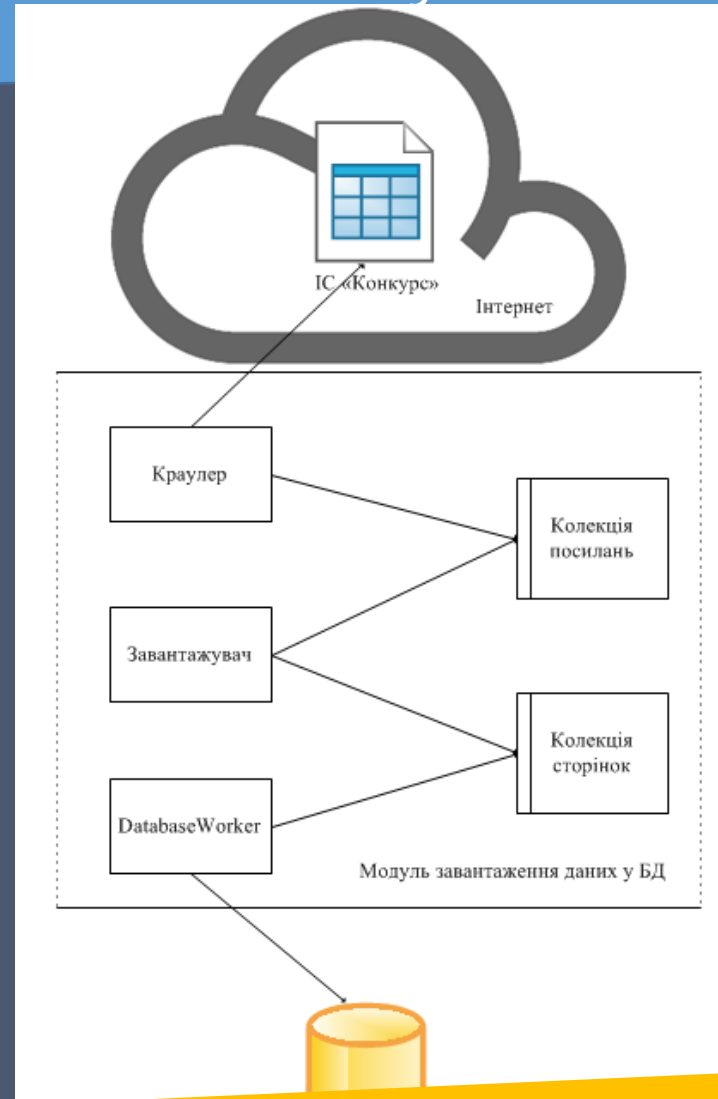 ІС «Конкурс»
Інтернет
Краулер
Колекція
посилань
Завантажувач
Колекція
сторінок
DatabaseWorker
Модуль завантаження даних у БД